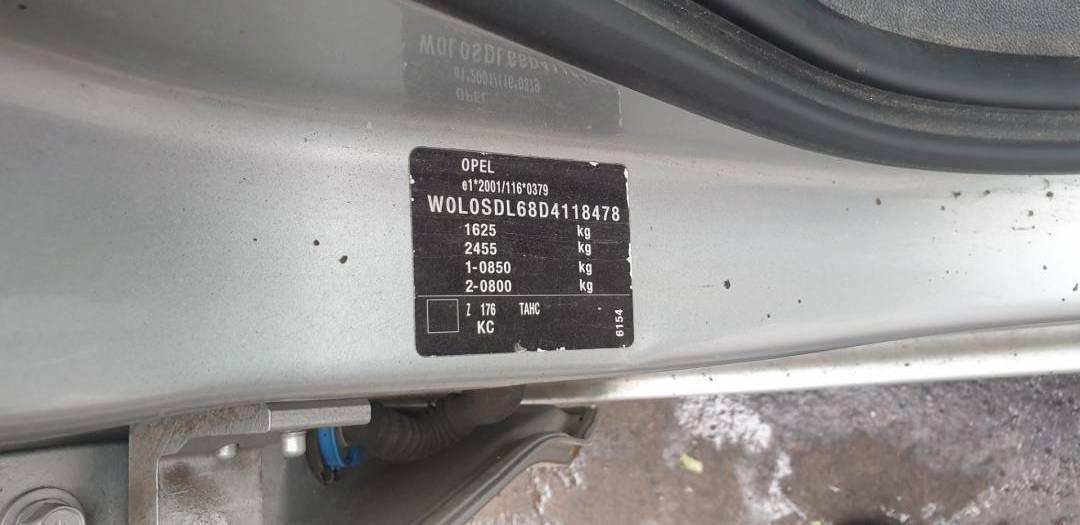 OPEL
e1*2001/116*0379
W0L0SDL68D4118478
1625 kg
2455 kg
1-0850 kg
2-0800 kg
Z 176 TAHC
KC
6154